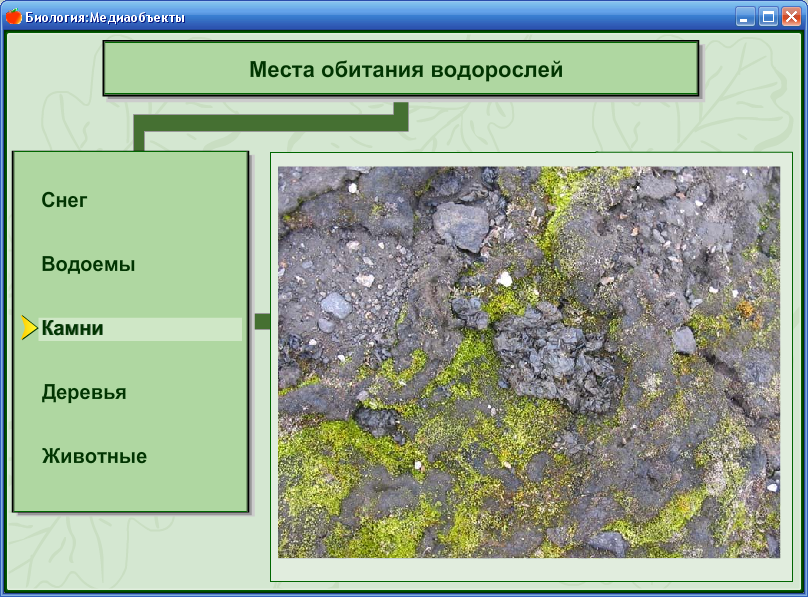 Биология:Медиаобъекты
Места обитания водорослей
Снег
Водоемы
Камни
Деревья
Животные